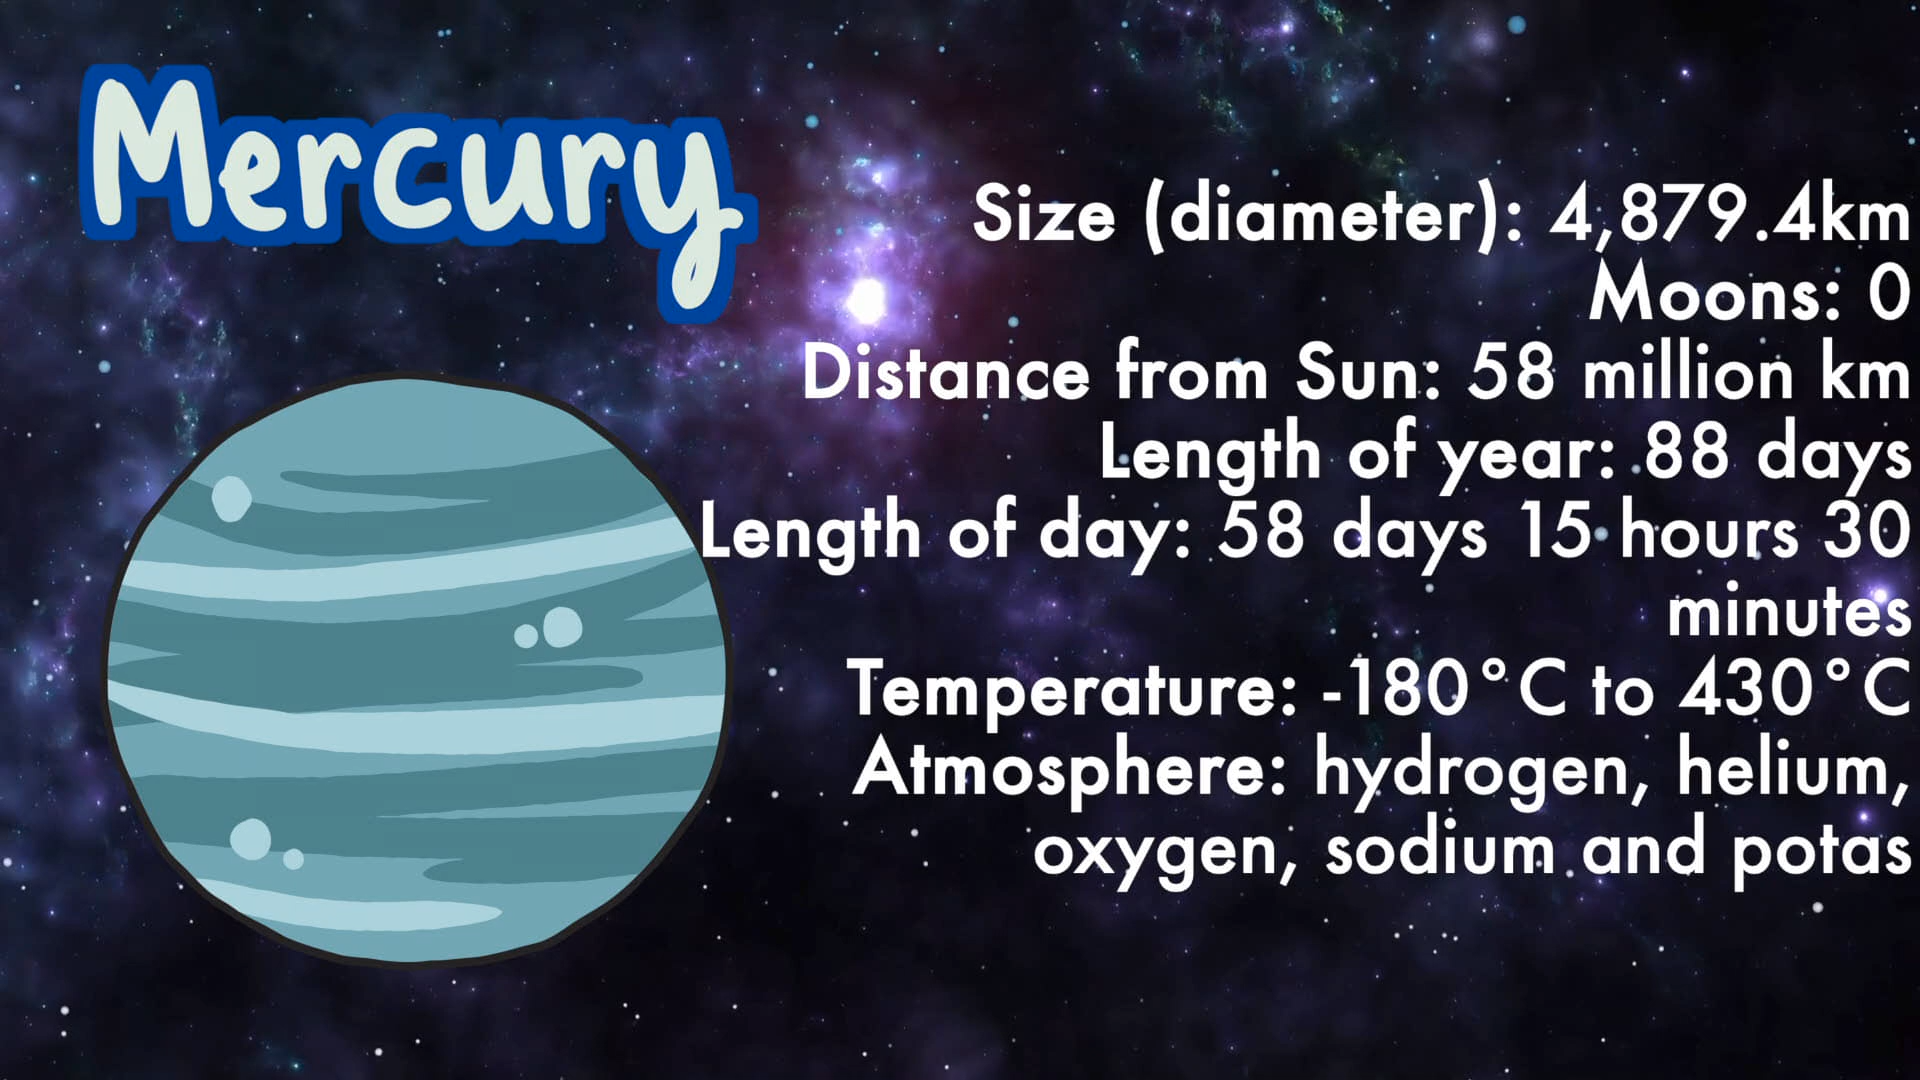 Mercury
Size (diameter): 4,879.4km
Moons: 0
Distance from Sun: 58 million km
Length of year: 88 days
Length of day: 58 days 15 hours 30
minutes
Temperature: -180°C to 430°C
Atmosphere: hydrogen, helium,
oxygen, sodium and potas